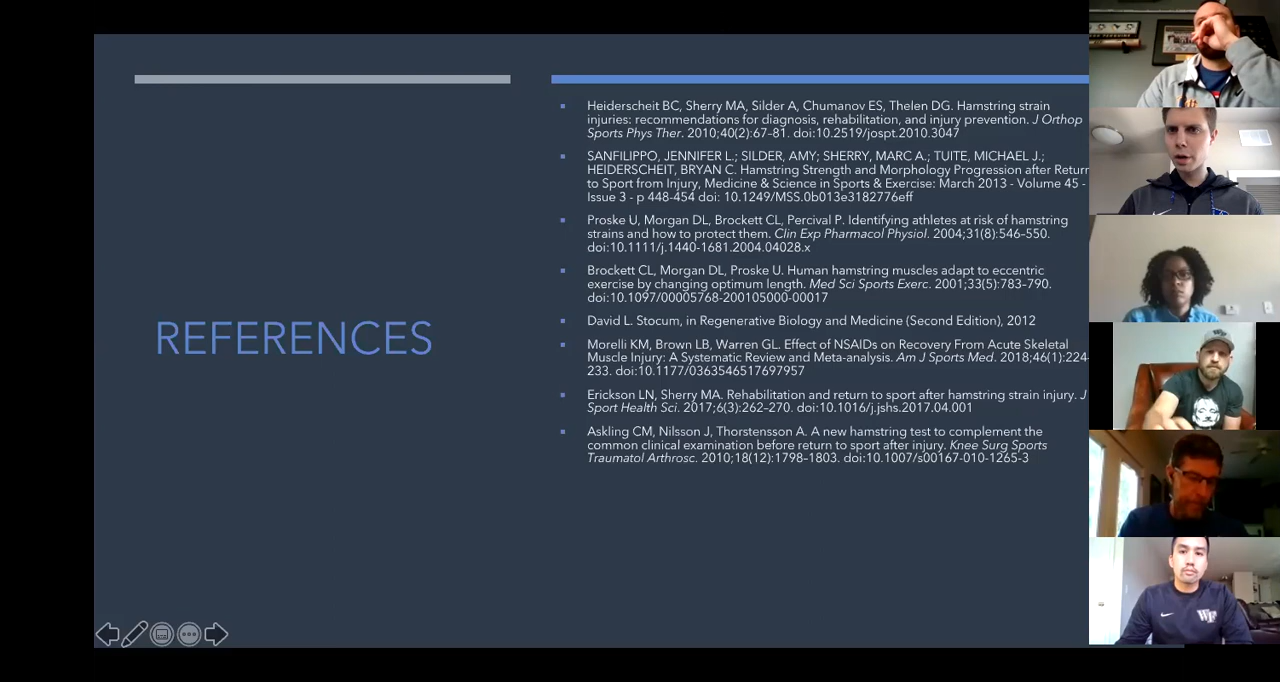 REFERENCES
Heiderscheit BC, Sherry MA, Silder A, Chumanov ES, Thelen DG. Hamstring strain
injuries: recommendations for diagnosis, rehabilitation, and injury prevention. J Orthop
Sports Phys Ther. 2010;40(2):67–81. doi:10.2519/jospt.2010.3047
SANFILIPPO, JENNIFER L.; SILDER, AMY; SHERRY, MARC A.; TUITE, MICHAEL J.;
HEIDERSCHEIT, BRYAN C. Hamstring Strength and Morphology Progression after Return
to Sport from Injury, Medicine & Science in Sports & Exercise: March 2013 - Volume 45 -
Issue 3 - p 448-454 doi: 10.1249/MSS.0b013e3182776eff
Proske U, Morgan DL, Brockett CL, Percival P. Identifying athletes at risk of hamstring
strains and how to protect them. Clin Exp Pharmacol Physiol. 2004;31(8):546–550.
doi:10.1111/j.1440-1681.2004.04028.x
Brockett CL, Morgan DL, Proske U. Human hamstring muscles adapt to eccentric
exercise by changing optimum length. Med Sci Sports Exerc. 2001;33(5):783–790.
doi:10.1097/00005768-200105000-00017
David L. Stocum, in Regenerative Biology and Medicine (Second Edition), 2012
Morelli KM, Brown LB, Warren GL. Effect of NSAIDs on Recovery From Acute Skeletal
Muscle Injury: A Systematic Review and Meta-analysis. Am J Sports Med. 2018;46(1):224-
233. doi:10.1177/0363546517697957
Erickson LN, Sherry MA. Rehabilitation and return to sport after hamstring strain injury. J
Sport Health Sci. 2017;6(3):262–270. doi:10.1016/j.jshs.2017.04.001
Askling CM, Nilsson J, Thorstensson A. A new hamstring test to complement the
common clinical examination before return to sport after injury. Knee Surg Sports
Traumatol Arthrosc. 2010;18(12):1798–1803. doi:10.1007/s00167-010-1265-3
WF